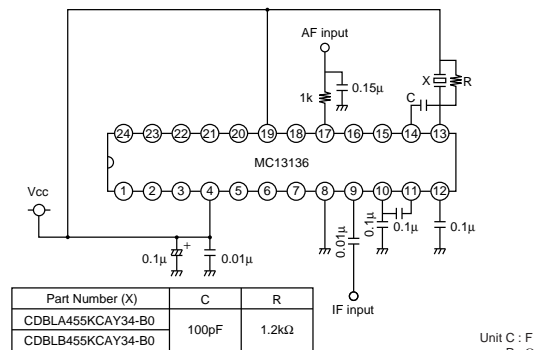 AF input
0.15μ
X
R
1k
C
24 23 22 21 20 19 18 17 16 15 14 13
MC13136
1 2 3 4 5 6 7 8 9 10 11 12
Vcc
0.1μ
+
0.01μ
0.01μ
0.1μ
0.1μ
0.1μ
IF input
Part Number (X) C R
CDBLA455KCAY34-B0 100pF 1.2kΩ
CDBLB455KCAY34-B0
Unit C : F